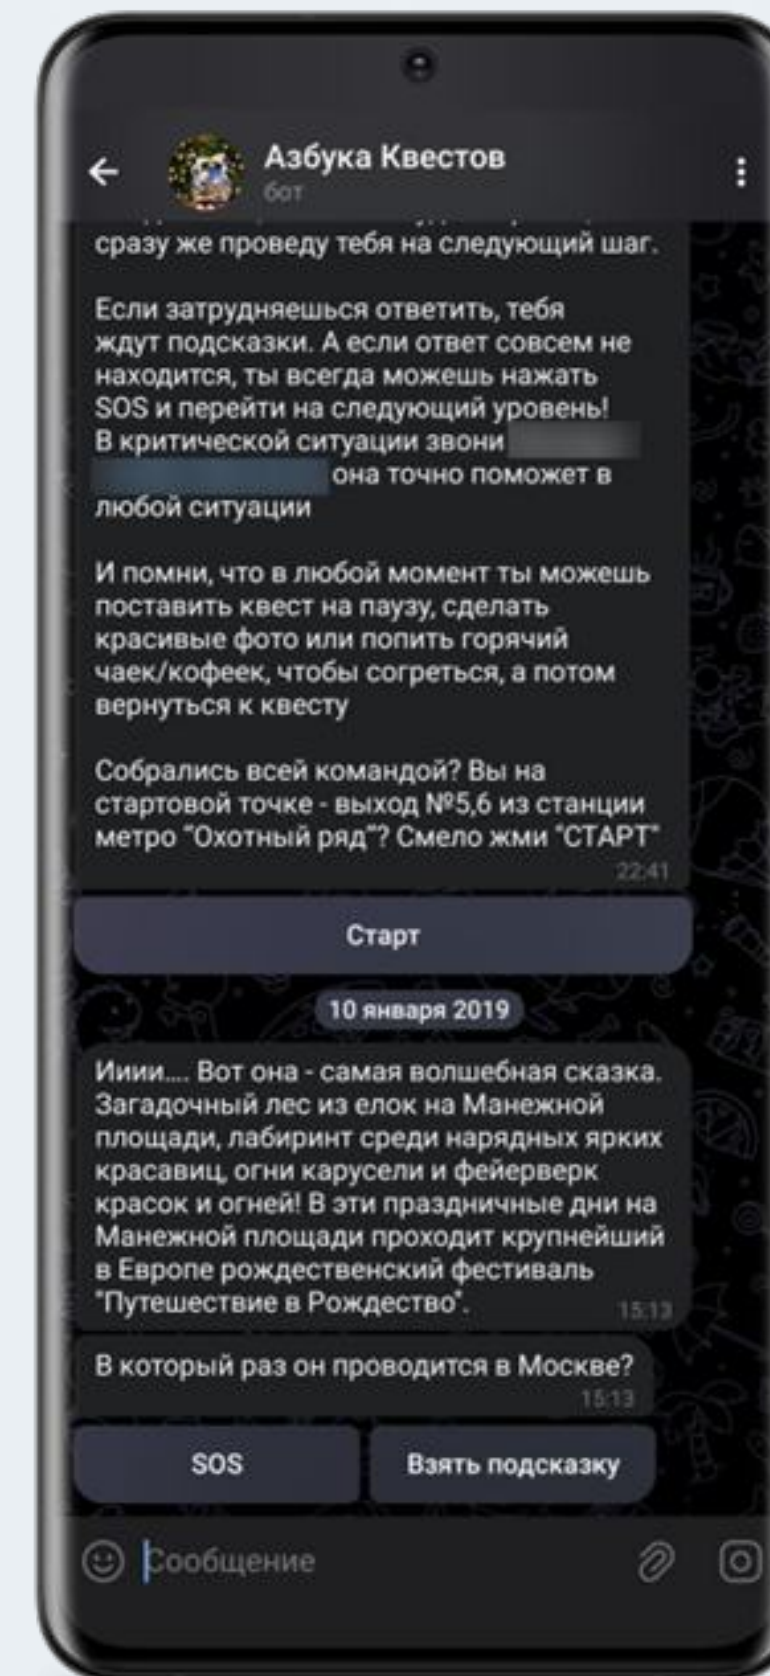 Азбука Квестов
бот
сразу же проведу тебя на следующий шаг.
Если затрудняешься ответить, тебя
ждут подсказки. А если ответ совсем не
находится, ты всегда можешь нажать
SOS и перейти на следующий уровень!
В критической ситуации звони
она точно поможет в
любой ситуации
И помни, что в любой момент ты можешь
поставить квест на паузу, сделать
красивые фото или попить горячий
чаек/кофеек, чтобы согреться, а потом
вернуться к квесту
Собрались всей командой? Вы на
стартовой точке - выход №5,6 из станции
метро "Охотный ряд"? Смело жми "СТАРТ"
22:41
Старт
10 января 2019
Ииии.... Вот она - самая волшебная сказка.
Загадочный лес из елок на Манежной
площади, лабиринт среди нарядных ярких
красавиц, огни карусели и фейерверк
красок и огней! В эти праздничные дни на
Манежной площади проходит крупнейший
в Европе рождественский фестиваль
"Путешествие в Рождество".
15:13
В который раз он проводится в Москве?
15:13
SOS
Взять подсказку
Сообщение